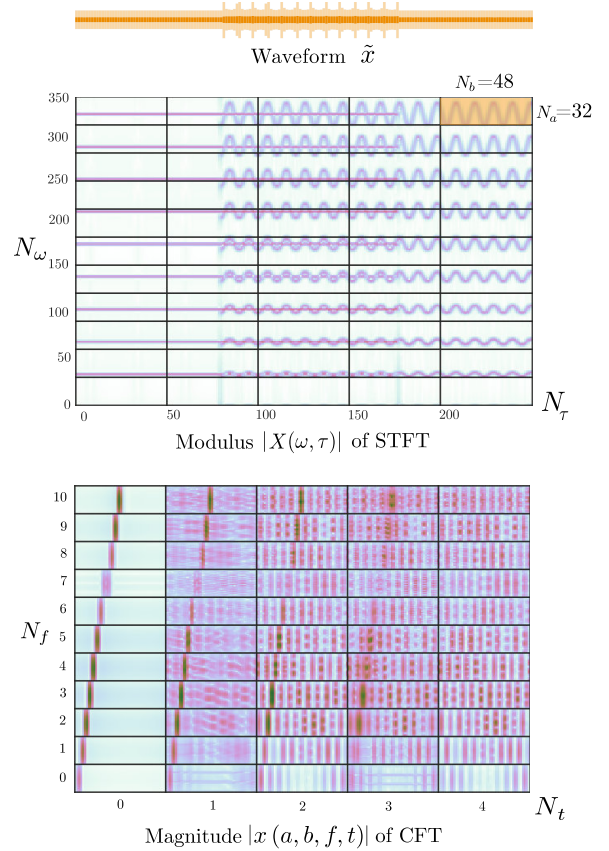 Waveform x̃
N_b=48
N_a=32
350
300
250
200
150
100
50
0
N_ω
0 50 100 150 200
N_τ
Modulus |X(ω,τ)| of STFT
10
9
8
7
6
5
4
3
2
1
0
N_f
0 1 2 3 4
N_t
Magnitude |x (a, b, f, t)| of CFT